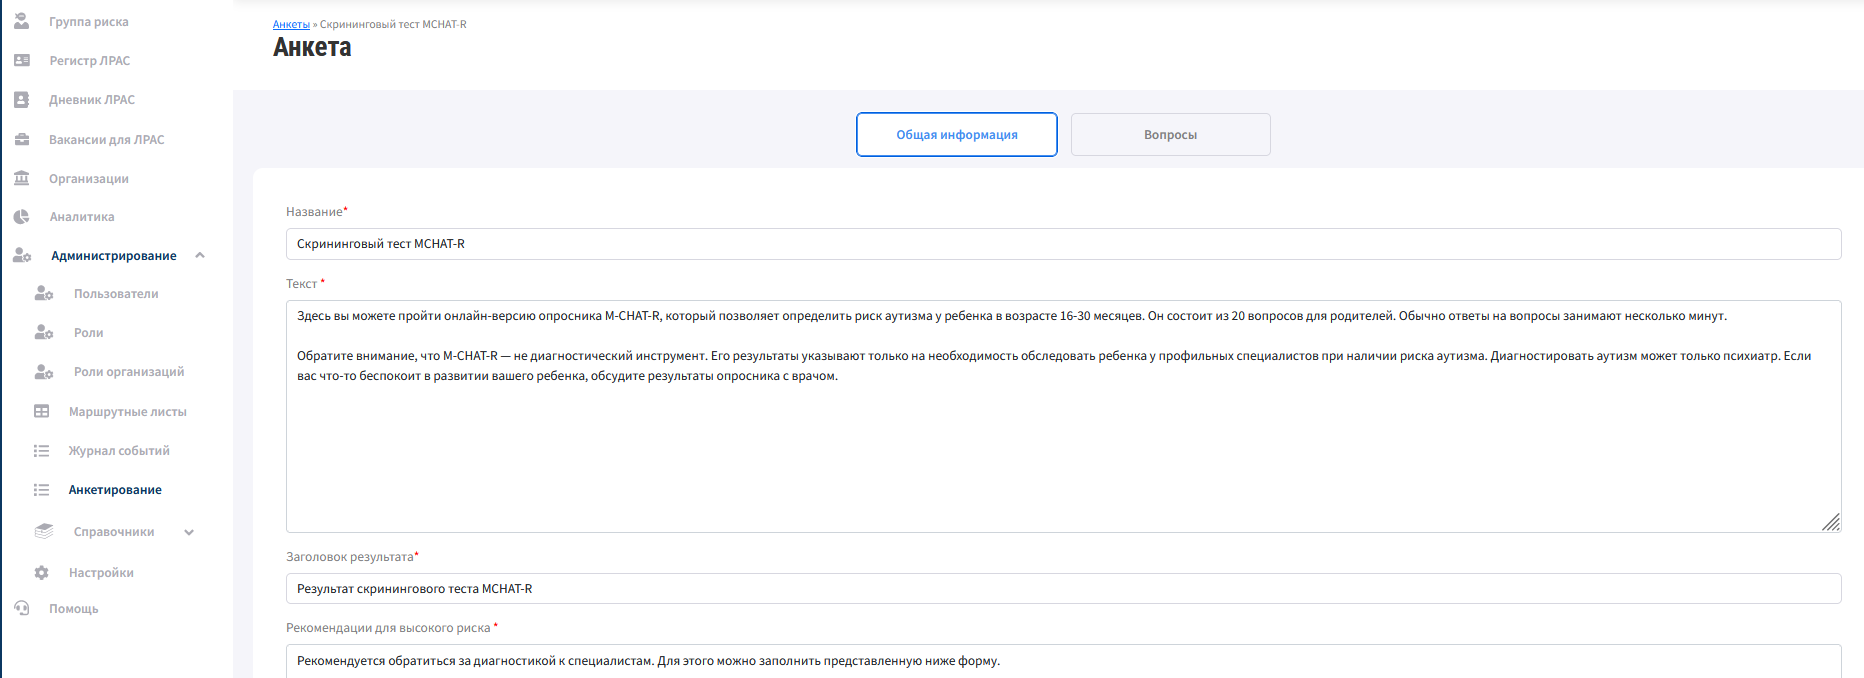 Группа риска
Регистр ЛРАС
Дневник ЛРАС
Вакансии для ЛРАС
Организации
Аналитика
Администрирование
Пользователи
Роли
Роли организаций
Маршрутные листы
Журнал событий
Анкетирование
Справочники
Настройки
Помощь
Анкеты » Скрининговый тест MCHAT-R
Анкета
Общая информация
Вопросы
Название*
Скрининговый тест MCHAT-R
Текст *
Здесь вы можете пройти онлайн-версию опросника M-CHAT-R, который позволяет определить риск аутизма у ребенка в возрасте 16-30 месяцев. Он состоит из 20 вопросов для родителей. Обычно ответы на вопросы занимают несколько минут.
Обратите внимание, что M-CHAT-R — не диагностический инструмент. Его результаты указывают только на необходимость обследовать ребенка у профильных специалистов при наличии риска аутизма. Диагностировать аутизм может только психиатр. Если
вас что-то беспокоит в развитии вашего ребенка, обсудите результаты опросника с врачом.
Заголовок результата*
Результат скринингового теста MCHAT-R
Рекомендации для высокого риска *
Рекомендуется обратиться за диагностикой к специалистам. Для этого можно заполнить представленную ниже форму.